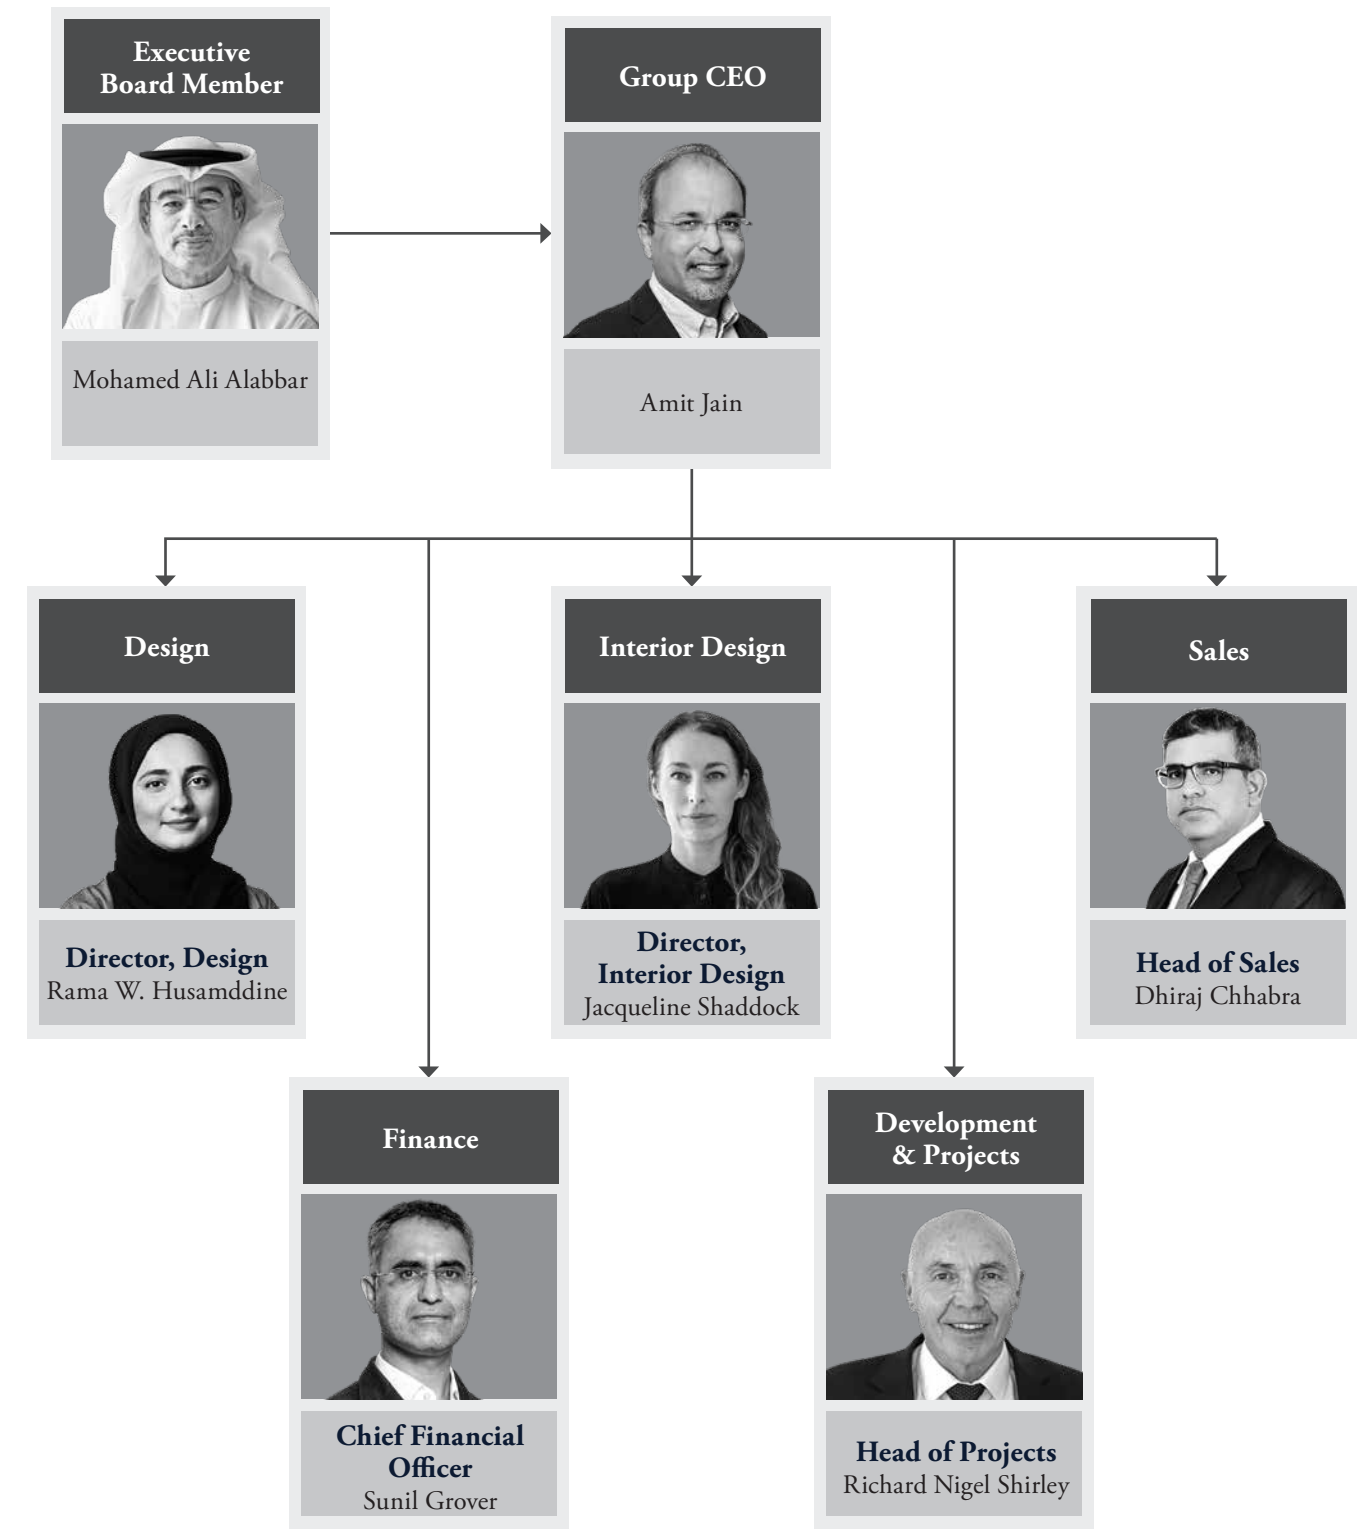 Executive
Board Member
Mohamed Ali Alabbar
Group CEO
Amit Jain
Design
Director, Design
Rama W. Husamddine
Interior Design
Director,
Interior Design
Jacqueline Shaddock
Sales
Head of Sales
Dhiraj Chhabra
Finance
Chief Financial
Officer
Sunil Grover
Development
& Projects
Head of Projects
Richard Nigel Shirley